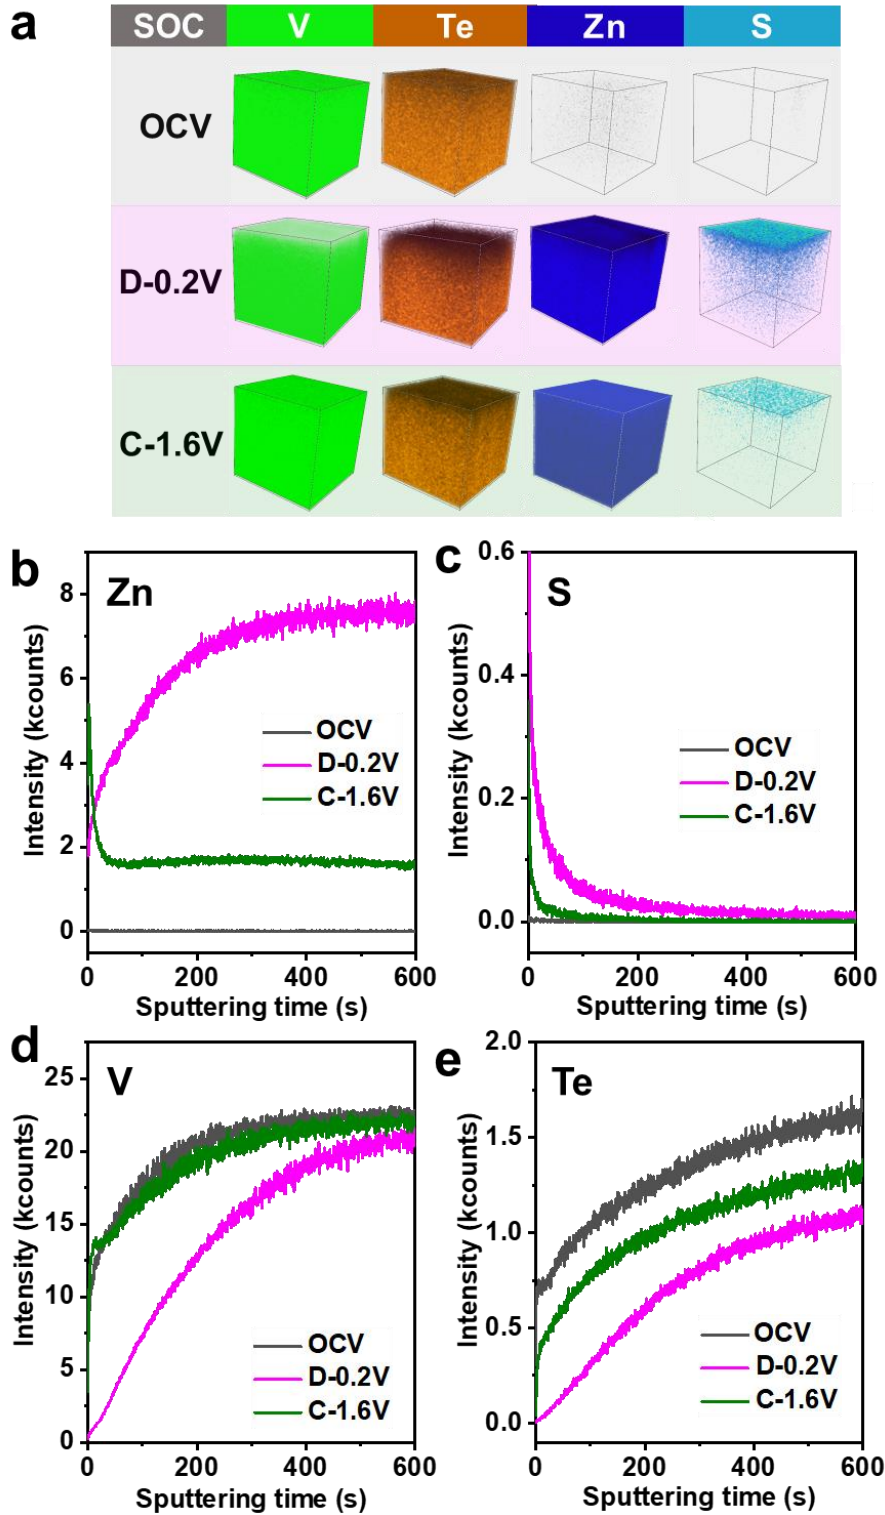 a
SOC V Te Zn S
OCV
D-0.2V
C-1.6V
b
Zn
Intensity (kcounts)
8
6
4
2
0
OCV
D-0.2V
C-1.6V
0 200 400 600
Sputtering time (s)
c
S
Intensity (kcounts)
0.6
0.4
0.2
0.0
OCV
D-0.2V
C-1.6V
0 200 400 600
Sputtering time (s)
d
V
Intensity (kcounts)
25
20
15
10
5
0
OCV
D-0.2V
C-1.6V
0 200 400 600
Sputtering time (s)
e
Te
Intensity (kcounts)
2.0
1.5
1.0
0.5
0.0
OCV
D-0.2V
C-1.6V
0 200 400 600
Sputtering time (s)